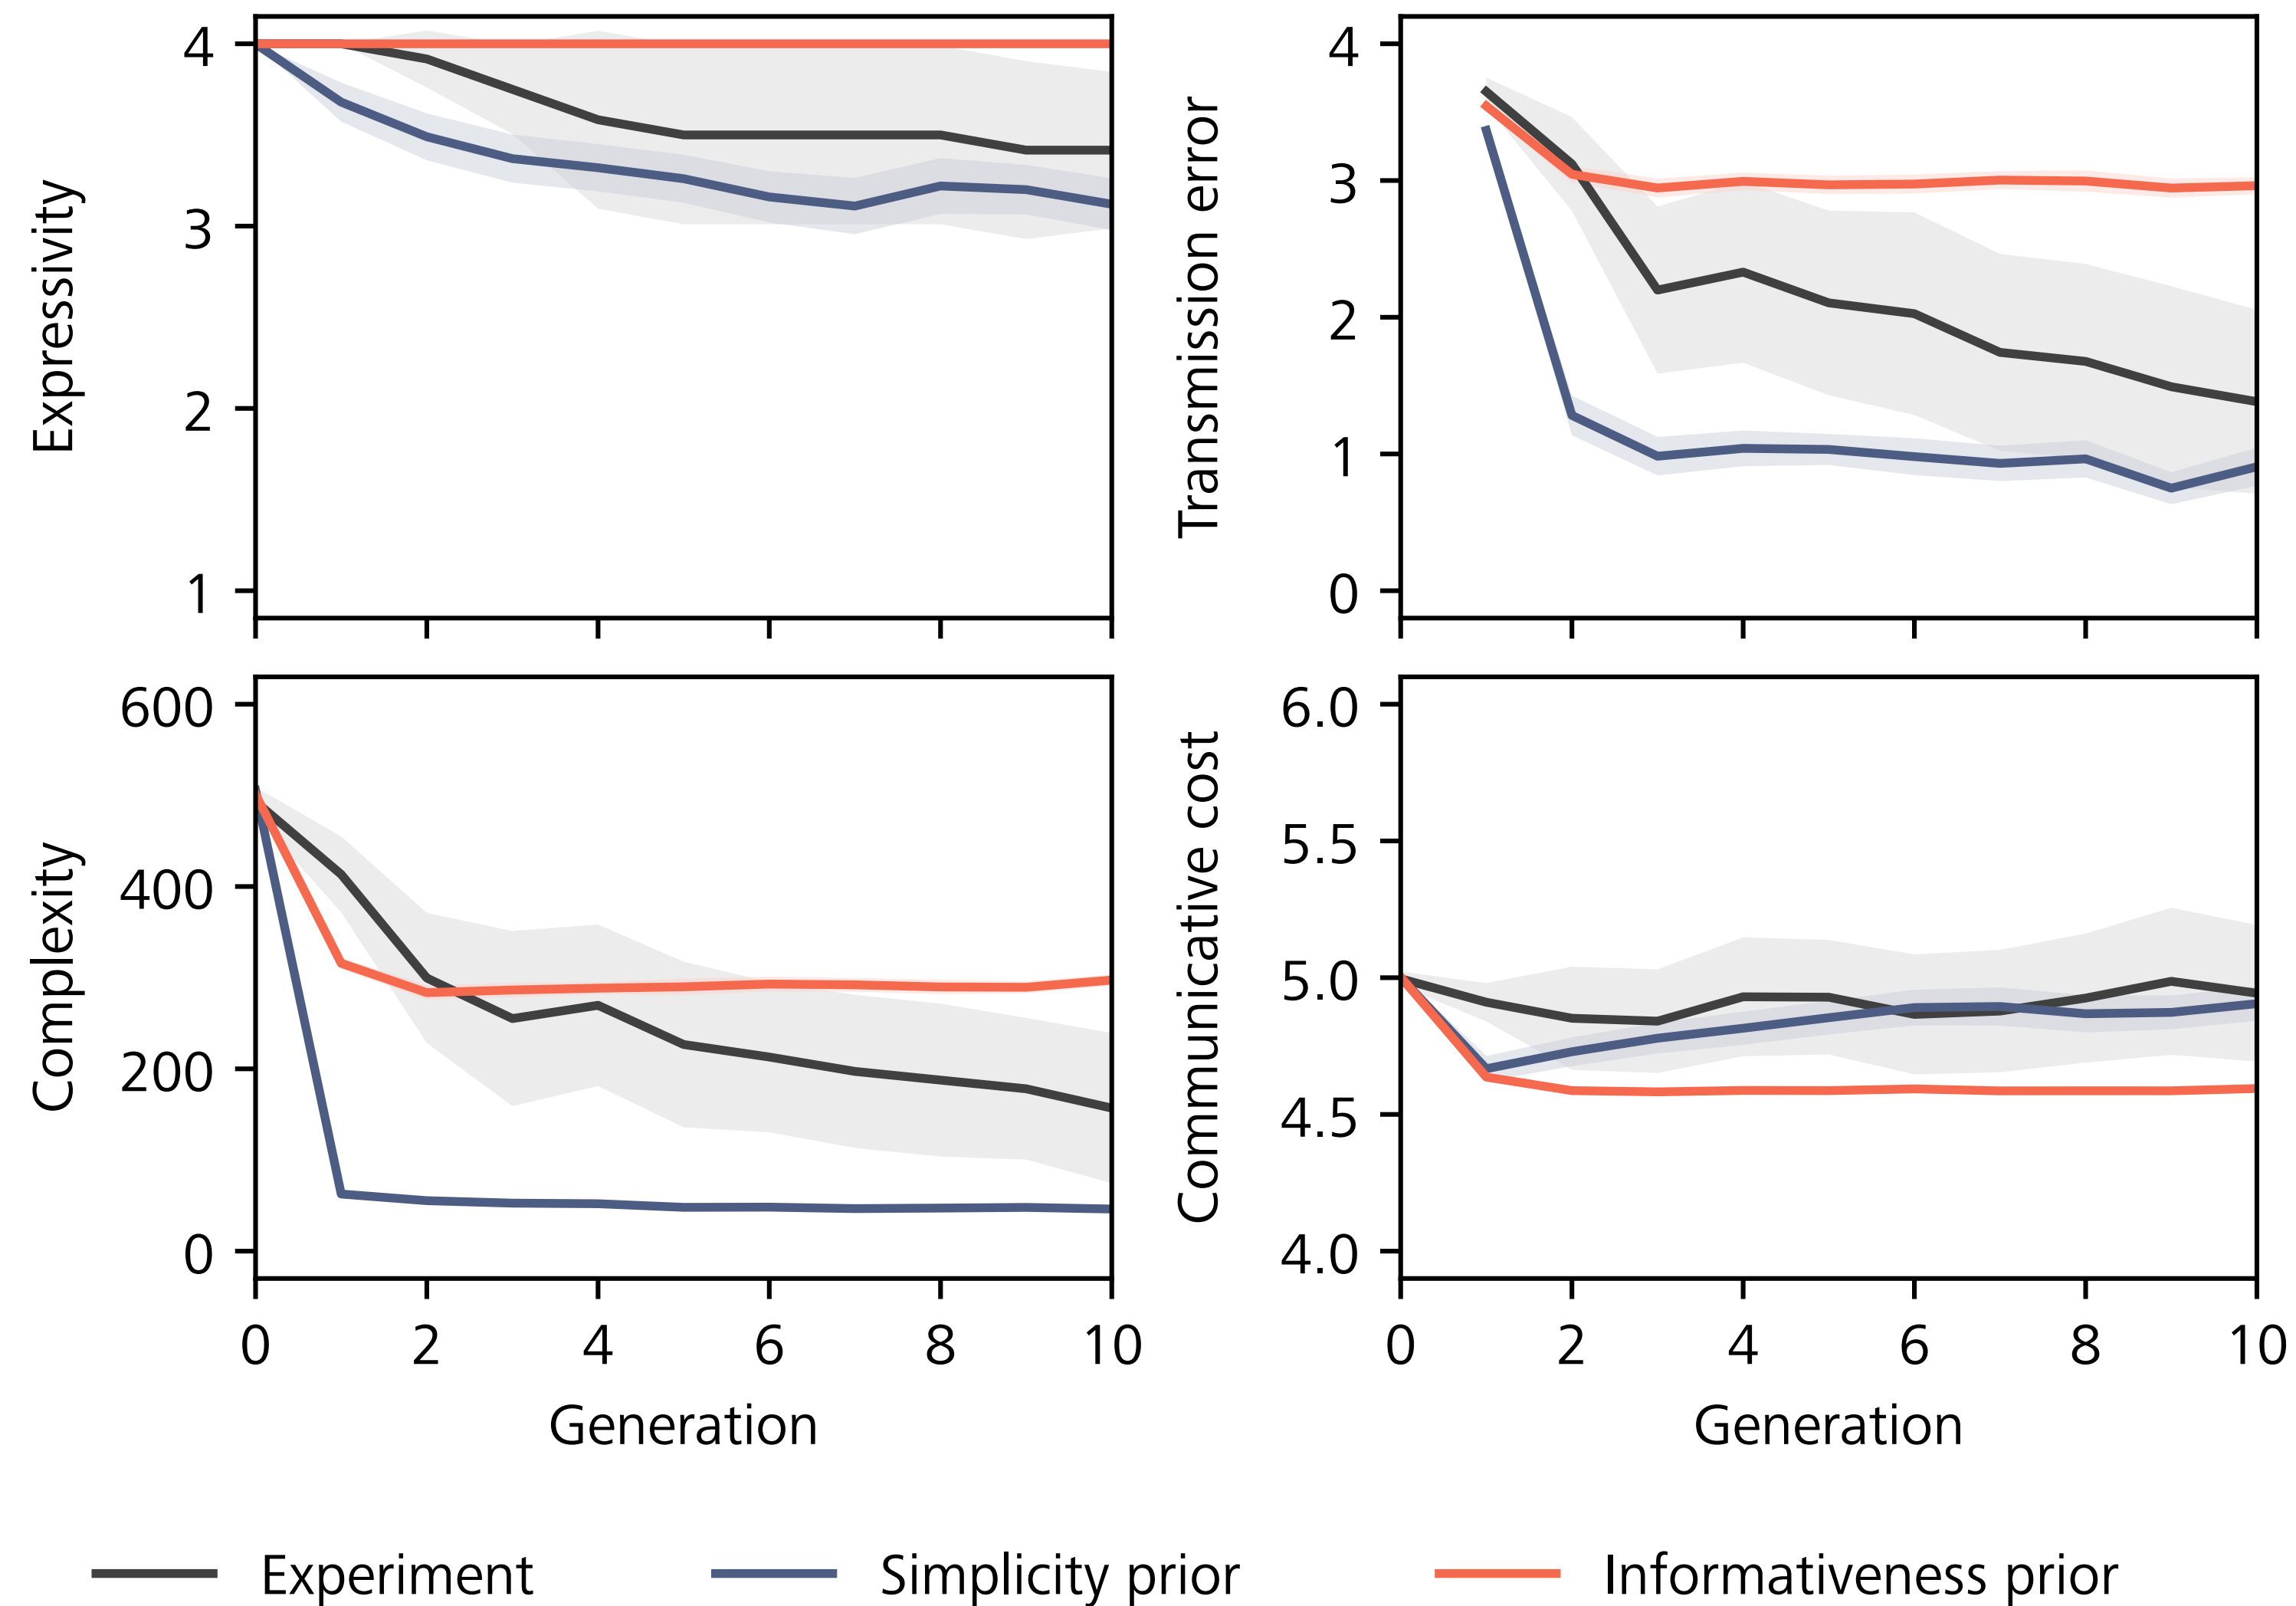 Expressivity
4
3
2
1
Transmission error
4
3
2
1
0
Complexity
600
400
200
0
0 2 4 6 8 10
Generation
Communicative cost
6.0
5.5
5.0
4.5
4.0
0 2 4 6 8 10
Generation
Experiment Simplicity prior Informativeness prior